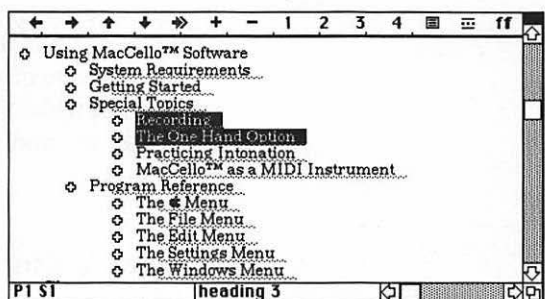 + − 1 2 3 4 ff
Using MacCello™ Software
System Requirements
Getting Started
Special Topics
Recording
The One Hand Option
Practicing Intonation
MacCello™ as a MIDI Instrument
Program Reference
The  Menu
The File Menu
The Edit Menu
The Settings Menu
The Windows Menu
P1 S1 heading 3